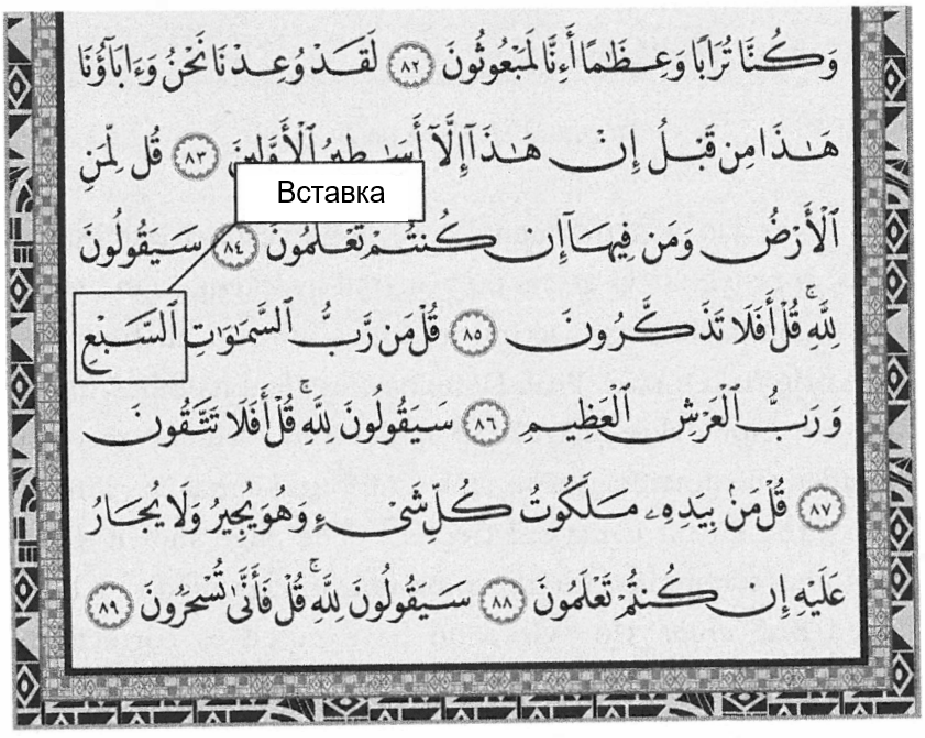 وَكُنَّا تُرَابًا وَعِظَٰمًا أَءِنَّا لَمَبْعُوثُونَ ٨٢ لَقَدْ وُعِدْنَا نَحْنُ وَءَابَآؤُنَا
هَٰذَا مِن قَبْلُ إِنْ هَٰذَآ إِلَّآ أَسَٰطِيرُ ٱلْأَوَّلِينَ ٨٣ قُل لِّمَنِ
Вставка
ٱلْأَرْضُ وَمَن فِيهَآ إِن كُنتُمْ تَعْلَمُونَ ٨٤ سَيَقُولُونَ
لِلَّهِ ۚ قُلْ أَفَلَا تَذَكَّرُونَ ٨٥ قُلْ مَن رَّبُّ ٱلسَّمَٰوَٰتِ ٱلسَّبْعِ
وَرَبُّ ٱلْعَرْشِ ٱلْعَظِيمِ ٨٦ سَيَقُولُونَ لِلَّهِ ۚ قُلْ أَفَلَا تَتَّقُونَ
٨٧ قُلْ مَنۢ بِيَدِهِۦ مَلَكُوتُ كُلِّ شَىْءٍ وَهُوَ يُجِيرُ وَلَا يُجَارُ
عَلَيْهِ إِن كُنتُمْ تَعْلَمُونَ ٨٨ سَيَقُولُونَ لِلَّهِ ۚ قُلْ فَأَنَّىٰ تُسْحَرُونَ ٨٩